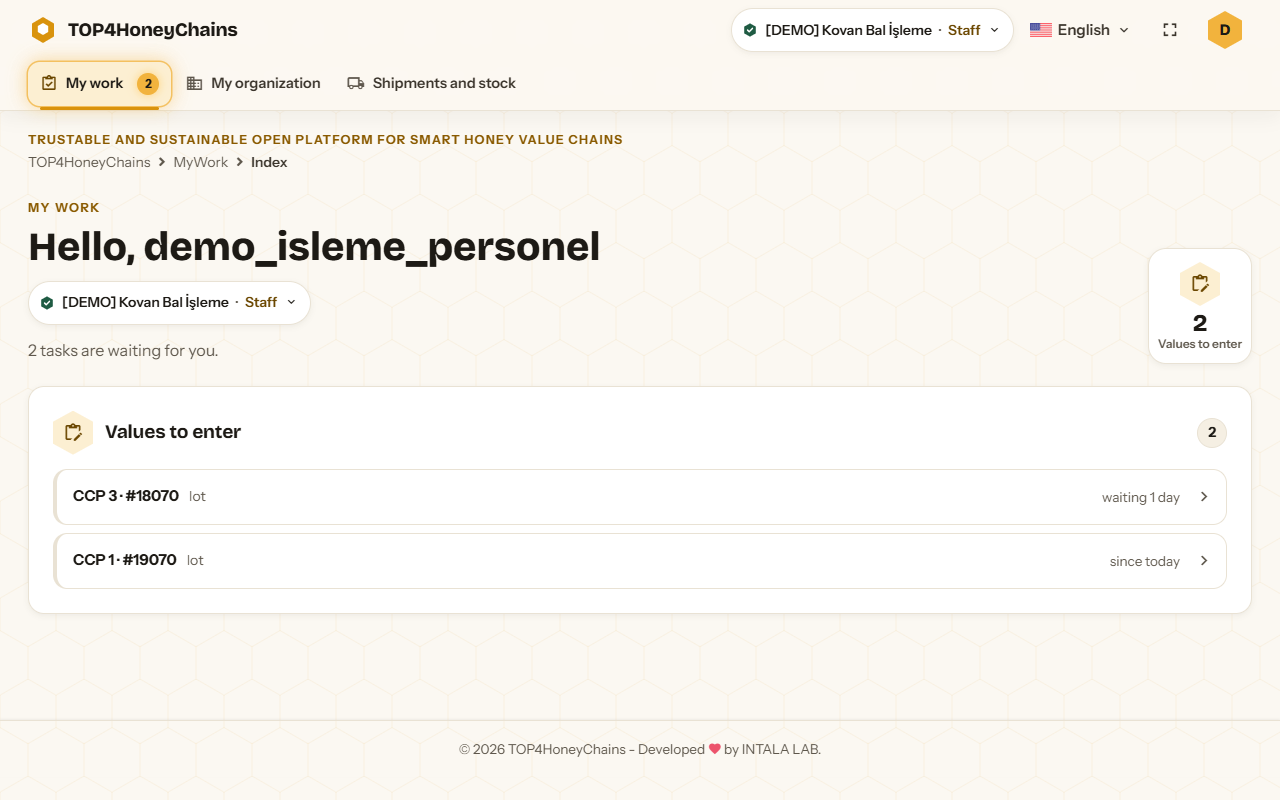 TOP4HoneyChains
[DEMO] Kovan Bal İşleme · Staff
English
D
My work 2
My organization
Shipments and stock
TRUSTABLE AND SUSTAINABLE OPEN PLATFORM FOR SMART HONEY VALUE CHAINS
TOP4HoneyChains > MyWork > Index
MY WORK
Hello, demo_isleme_personel
[DEMO] Kovan Bal İşleme · Staff
2 tasks are waiting for you.
2
Values to enter
Values to enter
2
CCP 3 · #18070 lot
waiting 1 day
CCP 1 · #19070 lot
since today
© 2026 TOP4HoneyChains - Developed ❤ by INTALA LAB.